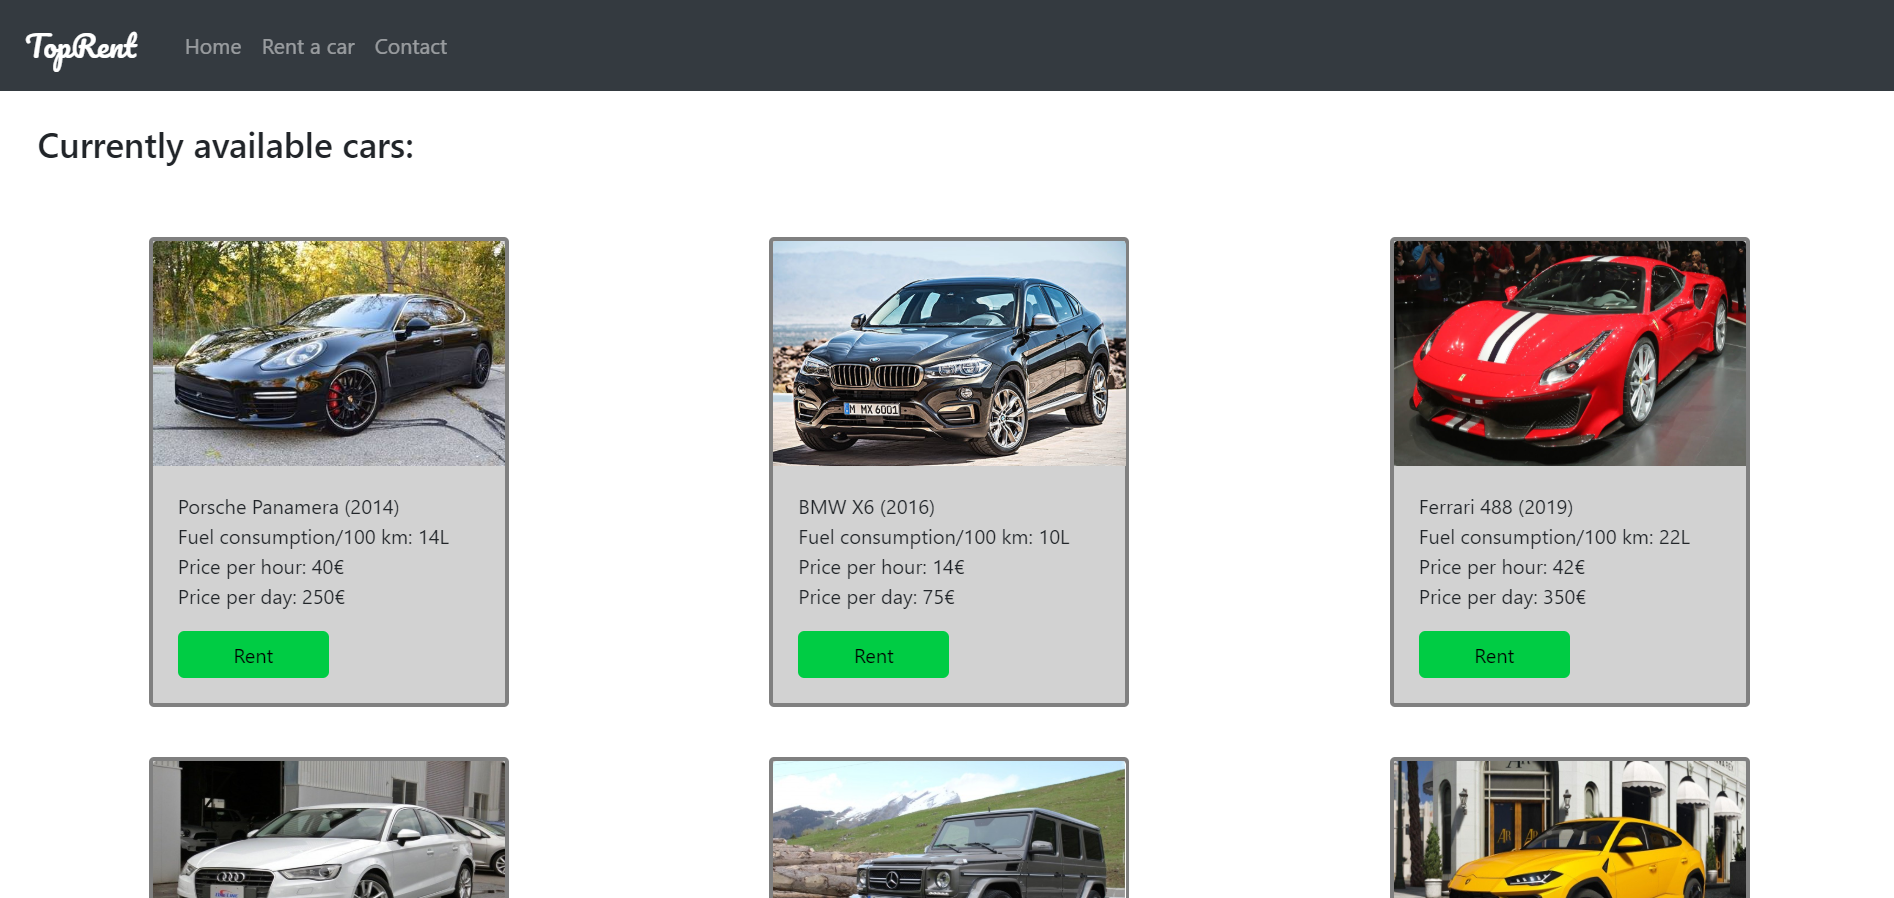 TopRent
Home Rent a car Contact
Currently available cars:
M MX 6001
Porsche Panamera (2014)
Fuel consumption/100 km: 14L
Price per hour: 40€
Price per day: 250€
Rent
BMW X6 (2016)
Fuel consumption/100 km: 10L
Price per hour: 14€
Price per day: 75€
Rent
Ferrari 488 (2019)
Fuel consumption/100 km: 22L
Price per hour: 42€
Price per day: 350€
Rent